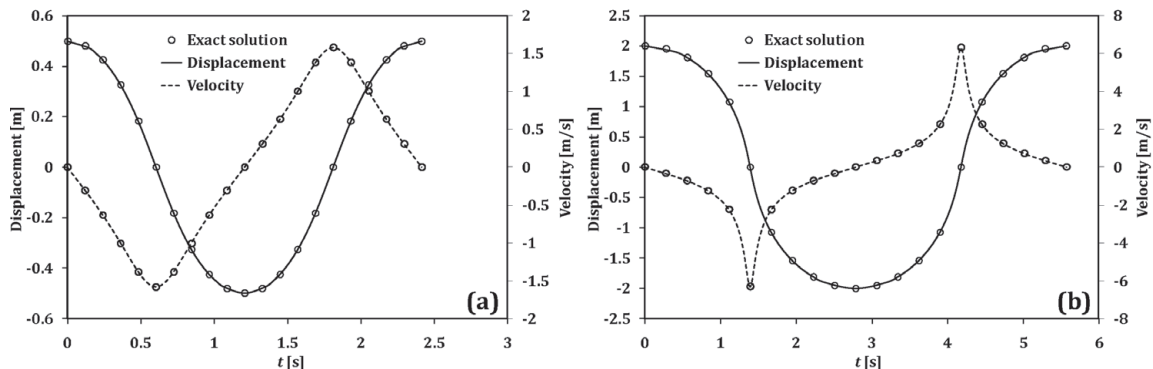 0.6
0.4
0.2
0
-0.2
-0.4
-0.6
Displacement [m]
Exact solution
Displacement
Velocity
2
1.5
1
0.5
0
-0.5
-1
-1.5
-2
Velocity [m/s]
(a)
0 0.5 1 1.5 2 2.5 3
t [s]
2.5
2
1.5
1
0.5
0
-0.5
-1
-1.5
-2
-2.5
Displacement [m]
Exact solution
Displacement
Velocity
8
6
4
2
0
-2
-4
-6
-8
Velocity [m/s]
(b)
0 1 2 3 4 5 6
t [s]